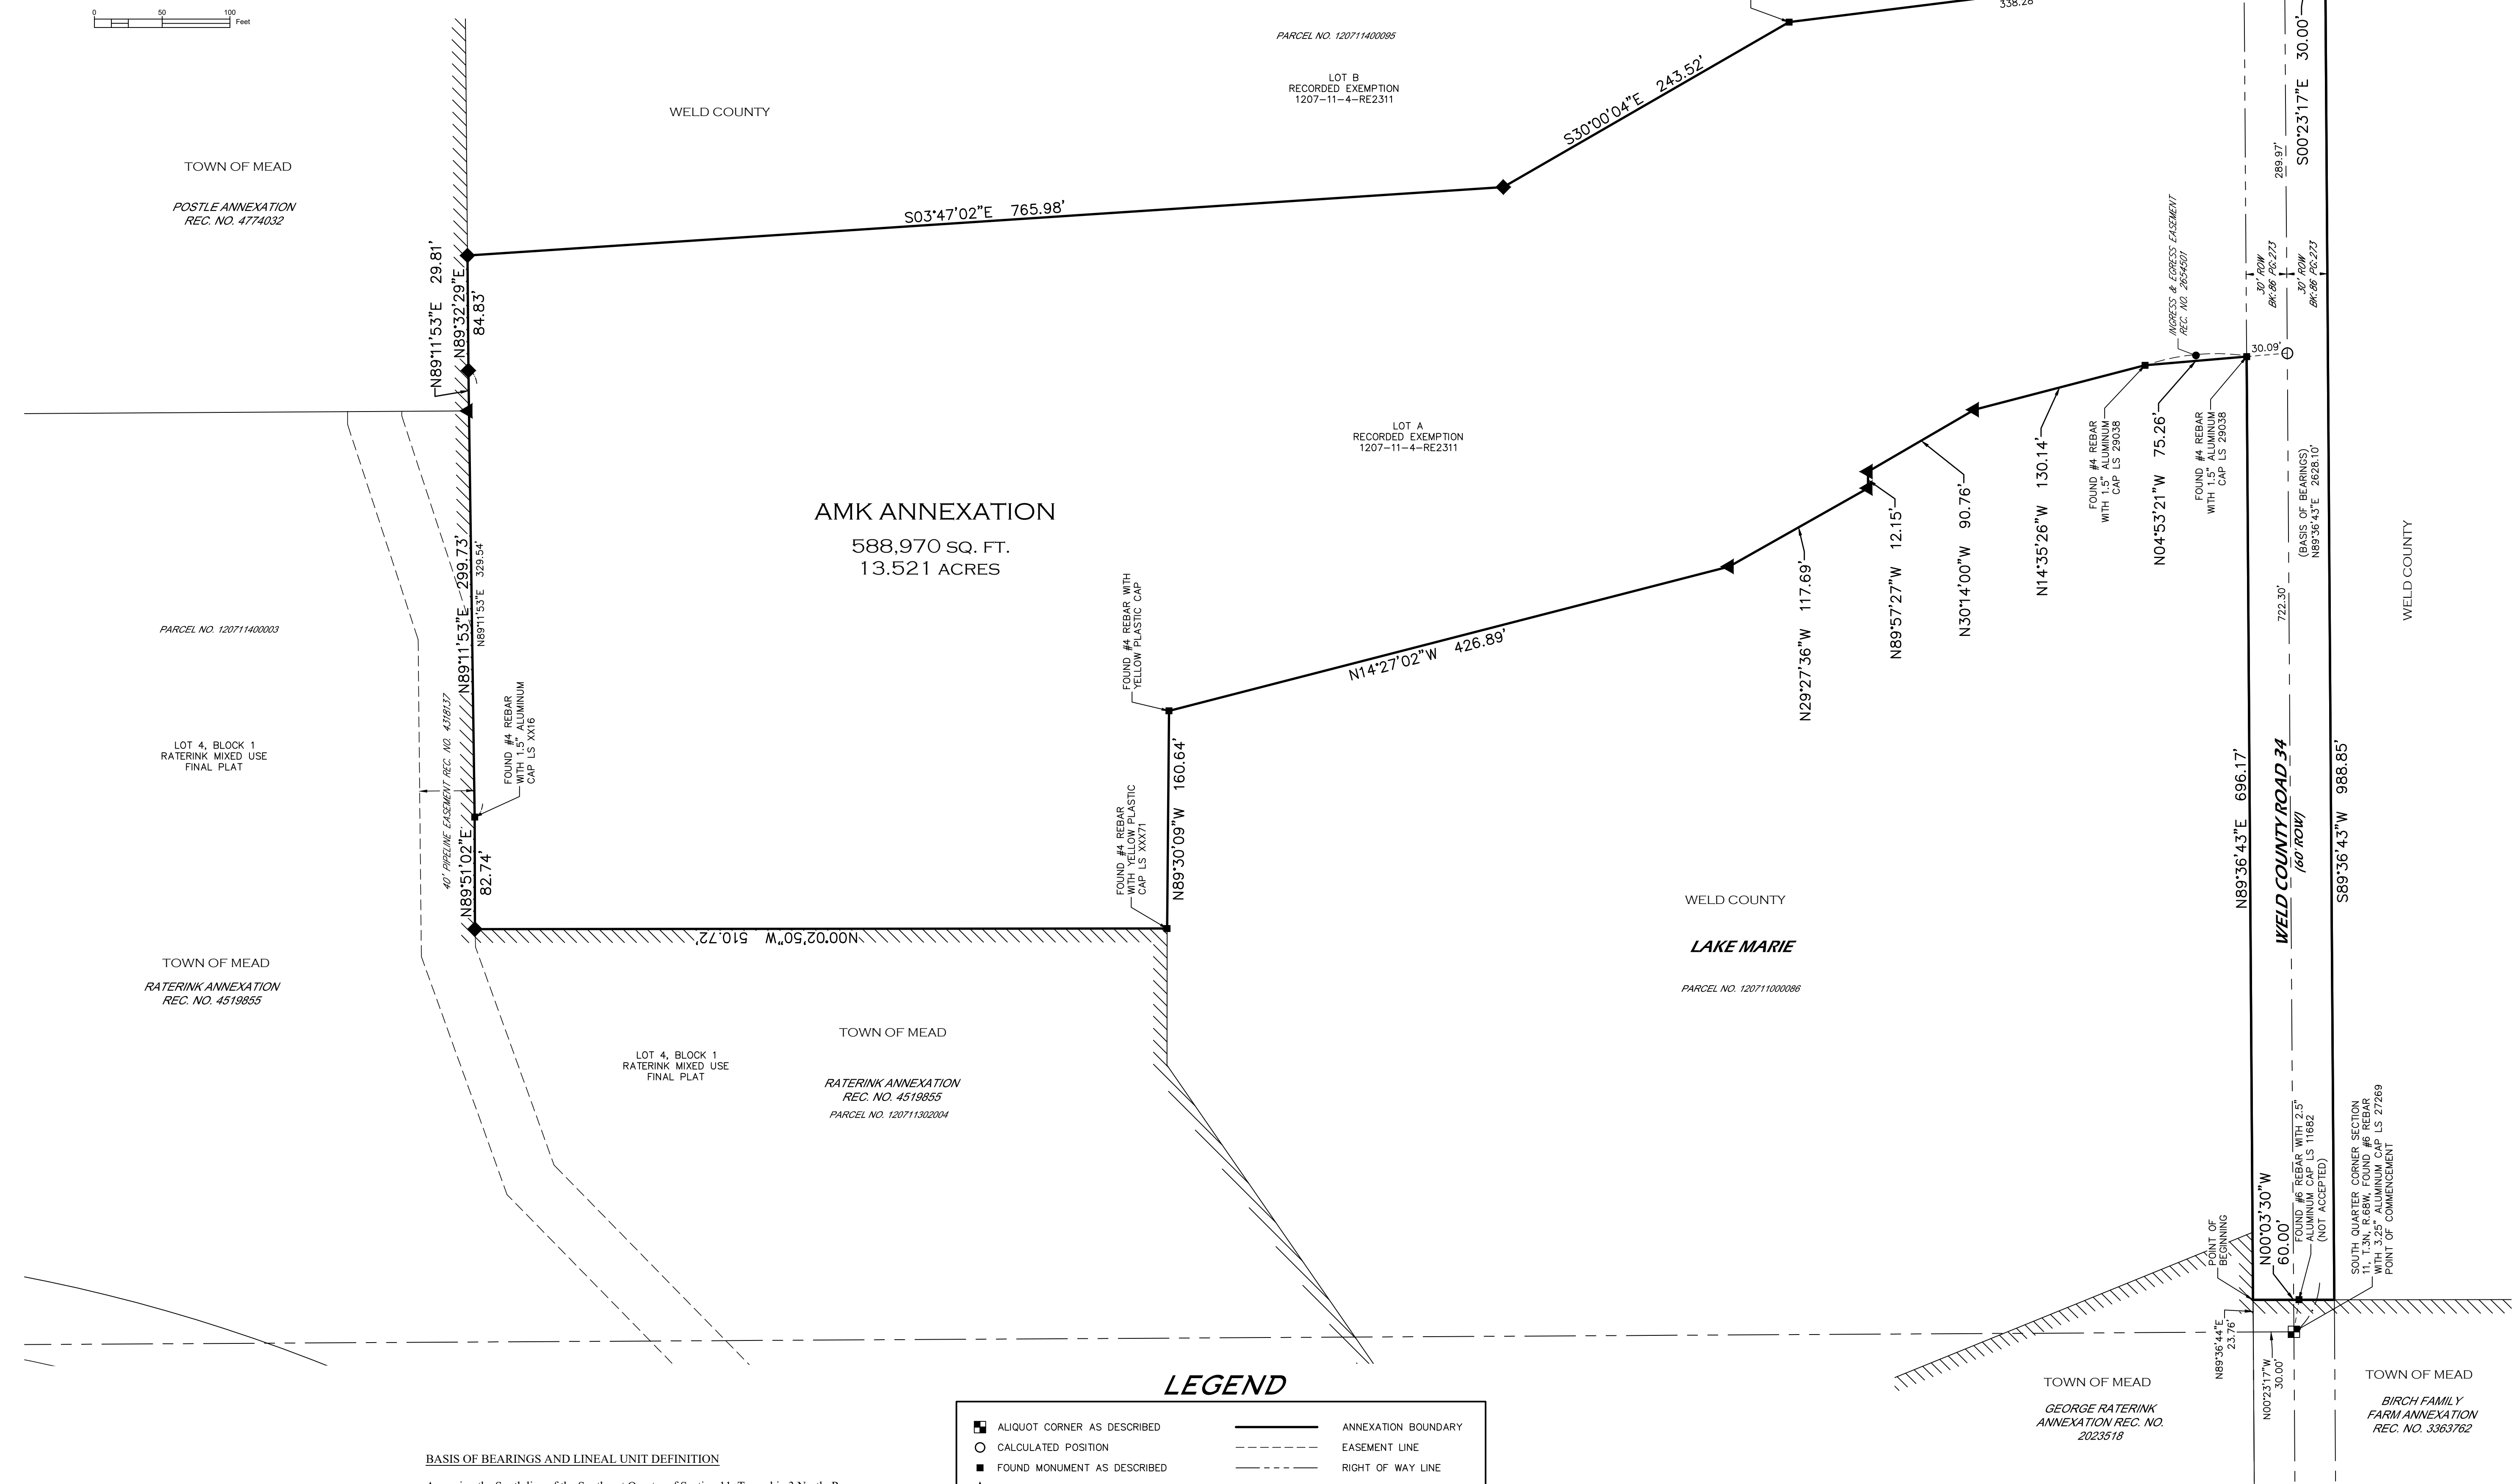 0 50 100
Feet
338.28'
S00°23'17"E 30.00'
PARCEL NO. 120711400095
LOT B
RECORDED EXEMPTION
1207-11-4-RE2311
WELD COUNTY
S30°00'04"E 243.52'
TOWN OF MEAD
POSTLE ANNEXATION
REC. NO. 4774032
S03°47'02"E 765.98'
289.97'
INGRESS & EGRESS EASEMENT
REC. NO. 2654501
30' ROW
BK:86 PG:273
30' ROW
BK:86 PG:273
N89°11'53"E 29.81'
N89°32'29"E
84.83'
30.09'
LOT A
RECORDED EXEMPTION
1207-11-4-RE2311
AMK ANNEXATION
588,970 SQ. FT.
13.521 ACRES
N89°11'53"E 299.73'
N89°11'53"E 329.54'
FOUND #4 REBAR WITH
YELLOW PLASTIC CAP
N14°27'02"W 426.89'
N29°27'36"W 117.69'
N89°57'27"W 12.15'
N30°14'00"W 90.76'
N14°35'26"W 130.14'
FOUND #4 REBAR
WITH 1.5" ALUMINUM
CAP LS 29038
N04°53'21"W 75.26'
FOUND #4 REBAR
WITH 1.5" ALUMINUM
CAP LS 29038
(BASIS OF BEARINGS)
N89°36'43"E 2628.10'
722.30'
WELD COUNTY
PARCEL NO. 120711400003
LOT 4, BLOCK 1
RATERINK MIXED USE
FINAL PLAT
40' PIPELINE EASEMENT REC. NO. 4318137
FOUND #4 REBAR
WITH 1.5" ALUMINUM
CAP LS XX16
N89°51'02"E
82.74'
FOUND #4 REBAR
WITH YELLOW PLASTIC
CAP LS XXX71
N89°30'09"W 160.64'
N89°36'43"E 696.17'
WELD COUNTY ROAD 34
(60' ROW)
S89°36'43"W 988.85'
N00°02'50"W 510.72'
WELD COUNTY
LAKE MARIE
PARCEL NO. 120711000086
TOWN OF MEAD
RATERINK ANNEXATION
REC. NO. 4519855
TOWN OF MEAD
LOT 4, BLOCK 1
RATERINK MIXED USE
FINAL PLAT
RATERINK ANNEXATION
REC. NO. 4519855
PARCEL NO. 120711302004
POINT OF
BEGINNING
N00°03'30"W
60.00'
FOUND #6 REBAR WITH 2.5"
ALUMINUM CAP LS 11682
(NOT ACCEPTED)
SOUTH QUARTER CORNER SECTION
11, T.3N, R.68W, FOUND #6 REBAR
WITH 3.25" ALUMINUM CAP LS 27269
POINT OF COMMENCEMENT
N89°36'44"E
23.76'
N00°23'17"W
30.00'
TOWN OF MEAD
GEORGE RATERINK
ANNEXATION REC. NO.
2023518
TOWN OF MEAD
BIRCH FAMILY
FARM ANNEXATION
REC. NO. 3363762
LEGEND
ALIQUOT CORNER AS DESCRIBED
CALCULATED POSITION
FOUND MONUMENT AS DESCRIBED
ANNEXATION BOUNDARY
EASEMENT LINE
RIGHT OF WAY LINE
BASIS OF BEARINGS AND LINEAL UNIT DEFINITION